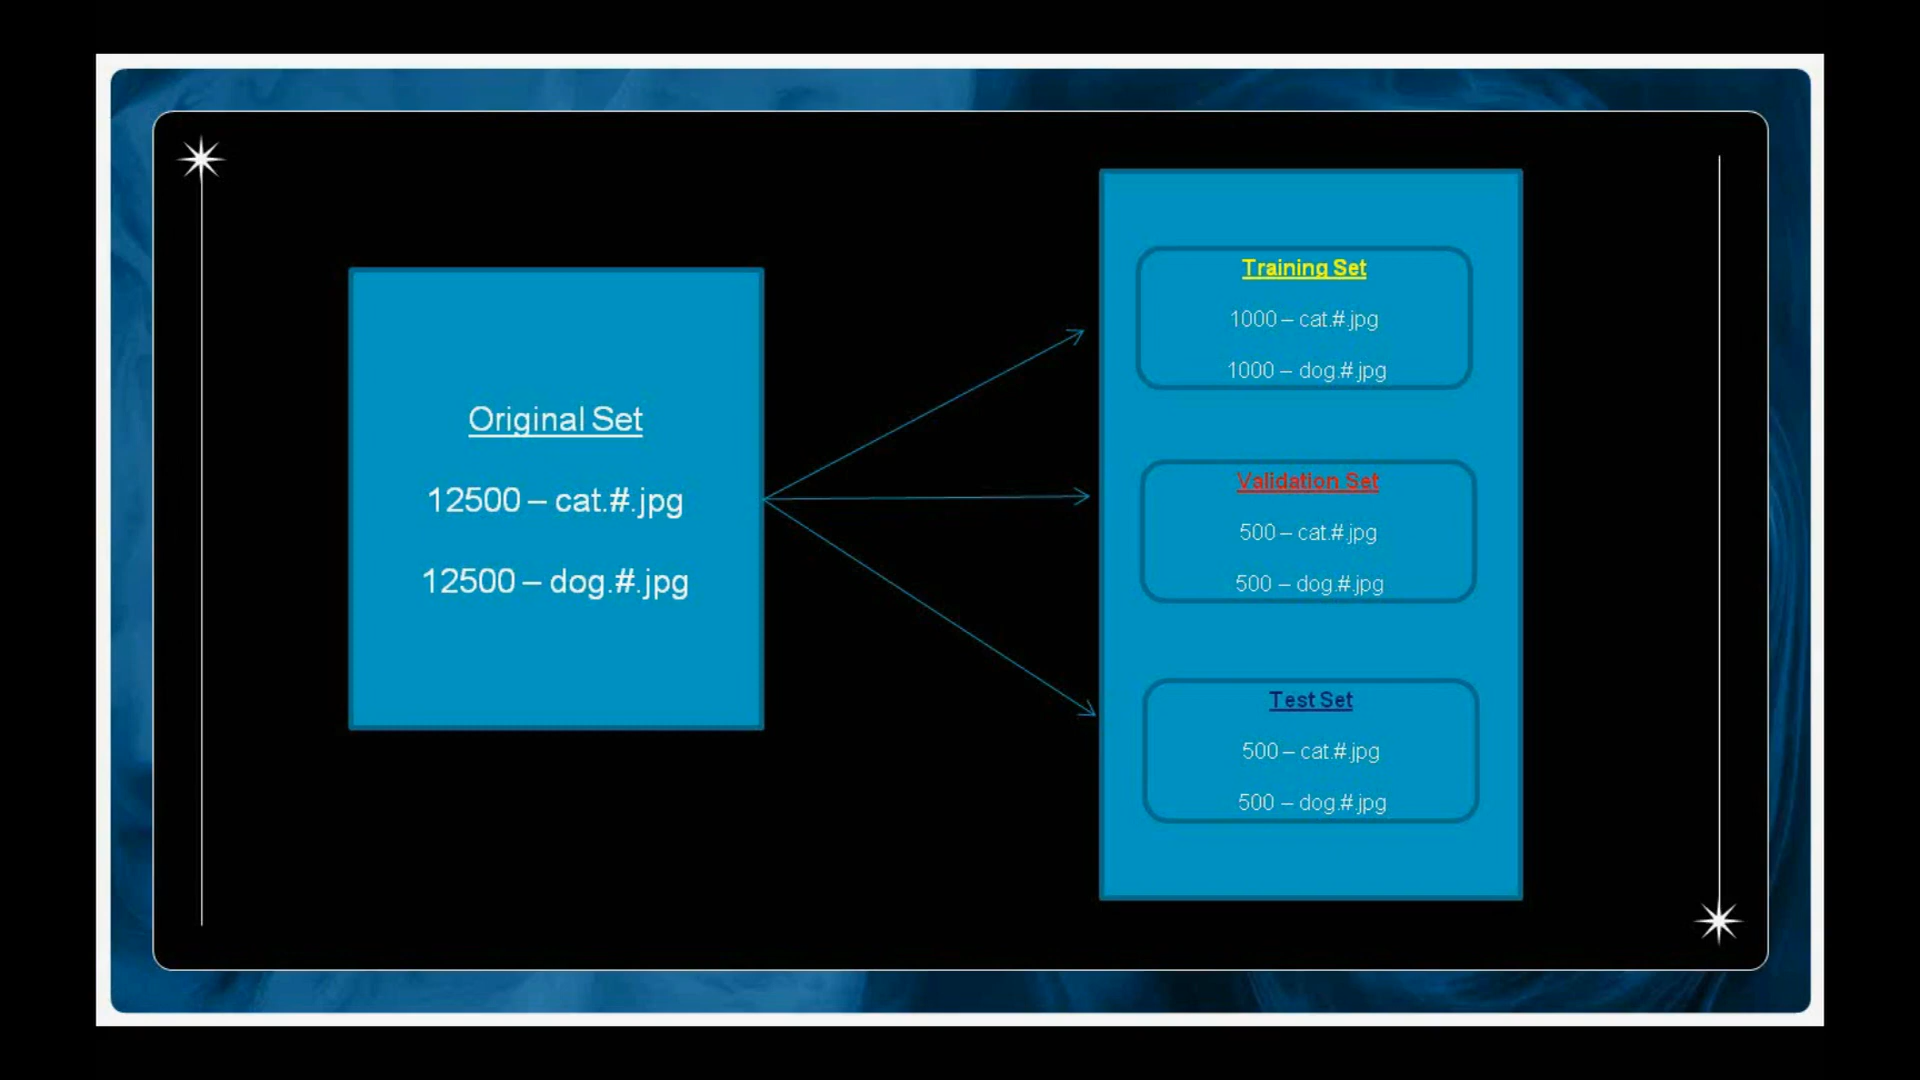 Original Set
12500 – cat.#.jpg
12500 – dog.#.jpg
Training Set
1000 – cat.#.jpg
1000 – dog.#.jpg
Validation Set
500 – cat.#.jpg
500 – dog.#.jpg
Test Set
500 – cat.#.jpg
500 – dog.#.jpg